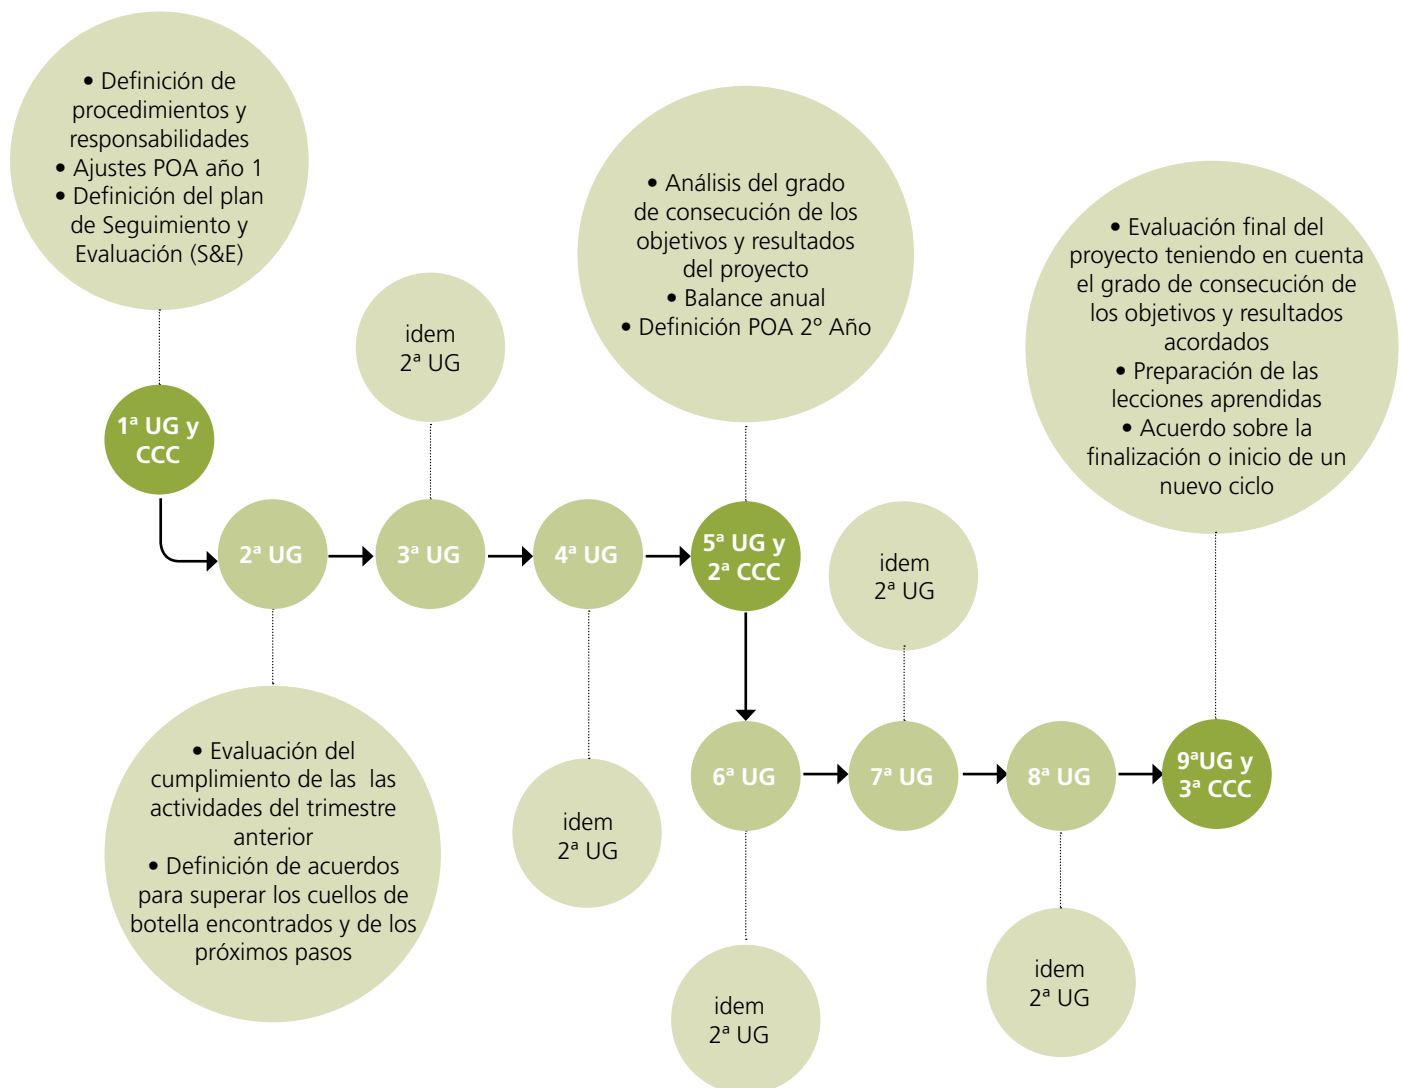 • Definición de
procedimientos y
responsabilidades
• Ajustes POA año 1
• Definición del plan
de Seguimiento y
Evaluación (S&E)
1ª UG y
CCC
2ª UG
• Evaluación del
cumplimiento de las  las
actividades del trimestre
anterior
• Definición de acuerdos
para superar los cuellos de
botella encontrados y de los
próximos pasos
idem
2ª UG
3ª UG
4ª UG
idem
2ª UG
• Análisis del grado
de consecución de los
objetivos y resultados
del proyecto
• Balance anual
• Definición POA 2º Año
5ª UG y
2ª CCC
6ª UG
idem
2ª UG
idem
2ª UG
7ª UG
8ª UG
idem
2ª UG
• Evaluación final del
proyecto teniendo en cuenta
el grado de consecución de
los objetivos y resultados
acordados
• Preparación de las
lecciones aprendidas
• Acuerdo sobre la
finalización o inicio de un
nuevo ciclo
9ªUG y
3ª CCC